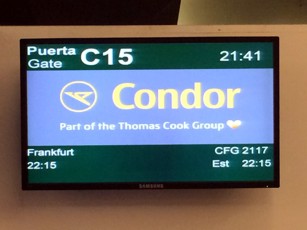 Puerta
Gate C15 21:41
Condor
Part of the Thomas Cook Group
Frankfurt CFG 2117
22:15 Est 22:15
SAMSUNG